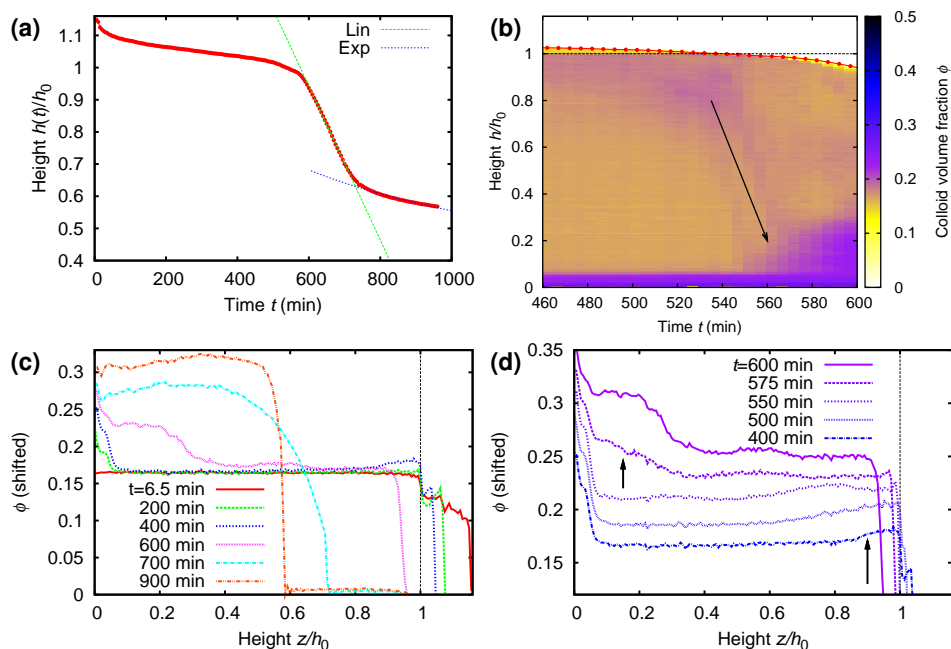 (a)
Lin
Exp
Height h(t)/h0
1.1
1
0.9
0.8
0.7
0.6
0.5
0.4
0 200 400 600 800 1000
Time t (min)
(b)
Height h/h0
1
0.8
0.6
0.4
0.2
0
460 480 500 520 540 560 580 600
Time t (min)
0.5
0.4
0.3
0.2
0.1
0
Colloid volume fraction ϕ
(c)
ϕ (shifted)
0.3
0.25
0.2
0.15
0.1
0.05
0
t=6.5 min
200 min
400 min
600 min
700 min
900 min
0 0.2 0.4 0.6 0.8 1
Height z/h0
(d)
ϕ (shifted)
0.35
0.3
0.25
0.2
0.15
t=600 min
575 min
550 min
500 min
400 min
0 0.2 0.4 0.6 0.8 1
Height z/h0